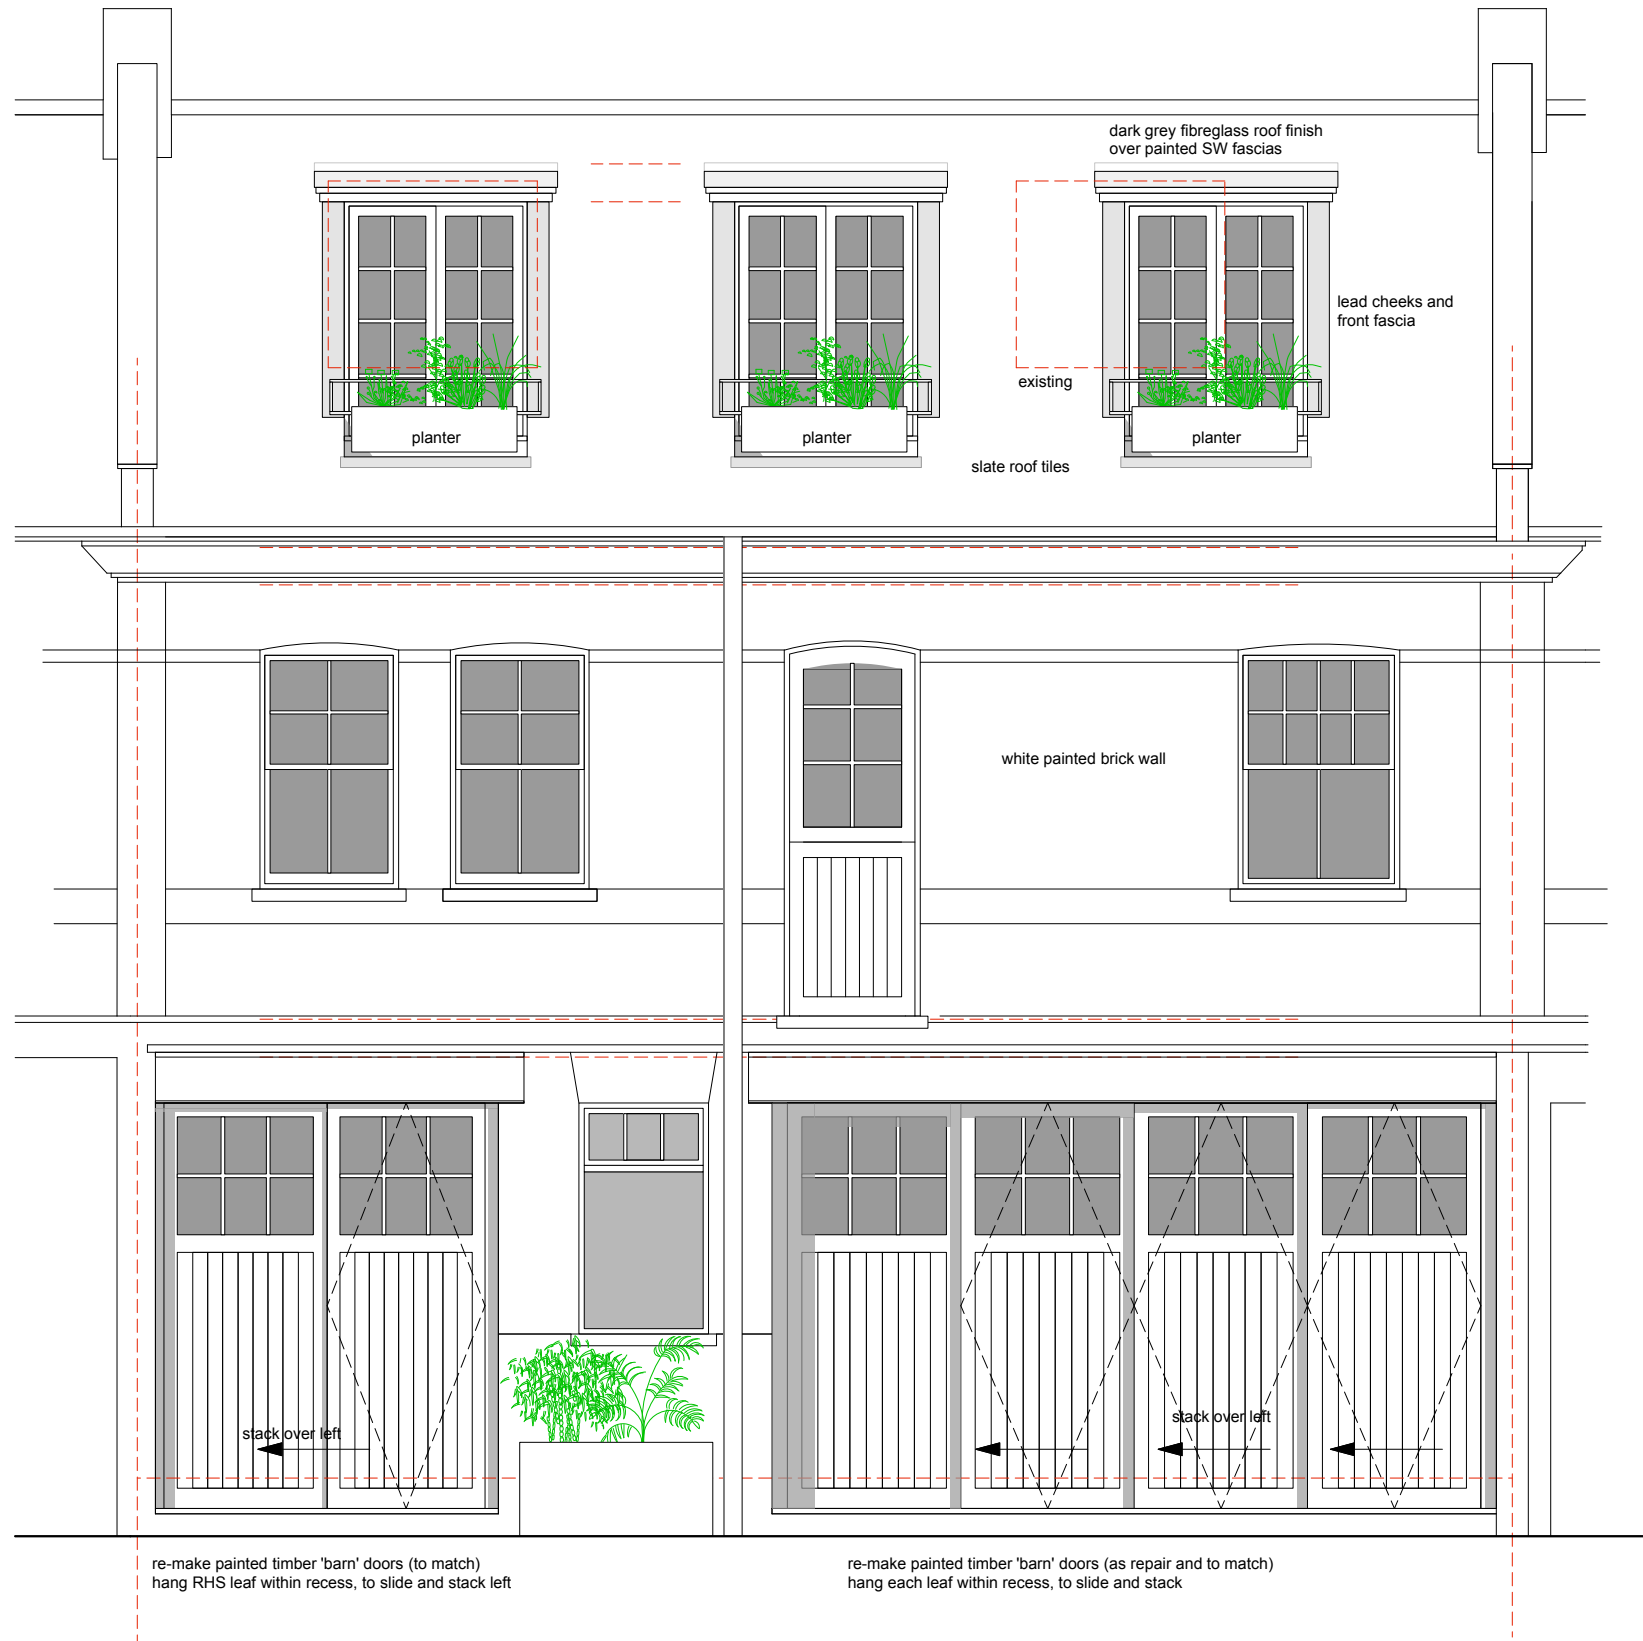 dark grey fibreglass roof finish
over painted SW fascias
lead cheeks and
front fascia
existing
planter
planter
planter
slate roof tiles
white painted brick wall
stack over left
stack over left
re-make painted timber 'barn' doors (to match)
hang RHS leaf within recess, to slide and stack left
re-make painted timber 'barn' doors (as repair and to match)
hang each leaf within recess, to slide and stack